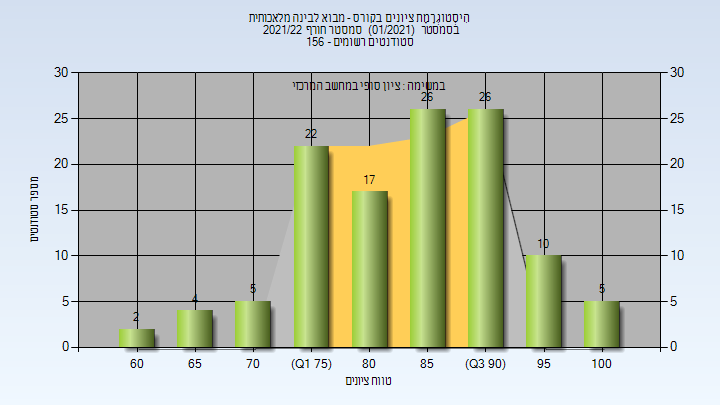 היסטוגרמת ציונים בקורס - מבוא לבינה מלאכותית
בסמסטר (01/2021) סמסטר חורף 2021/22
סטודנטים רשומים - 156
במשימה : ציון סופי במחשב המרכזי
30 30
25 25
20 20
15 15
10 10
5 5
0 0
2 4 5 22 17 26 26 10 5
60 65 70 (Q1 75) 80 85 (Q3 90) 95 100
מספר סטודנטים
טווח ציונים